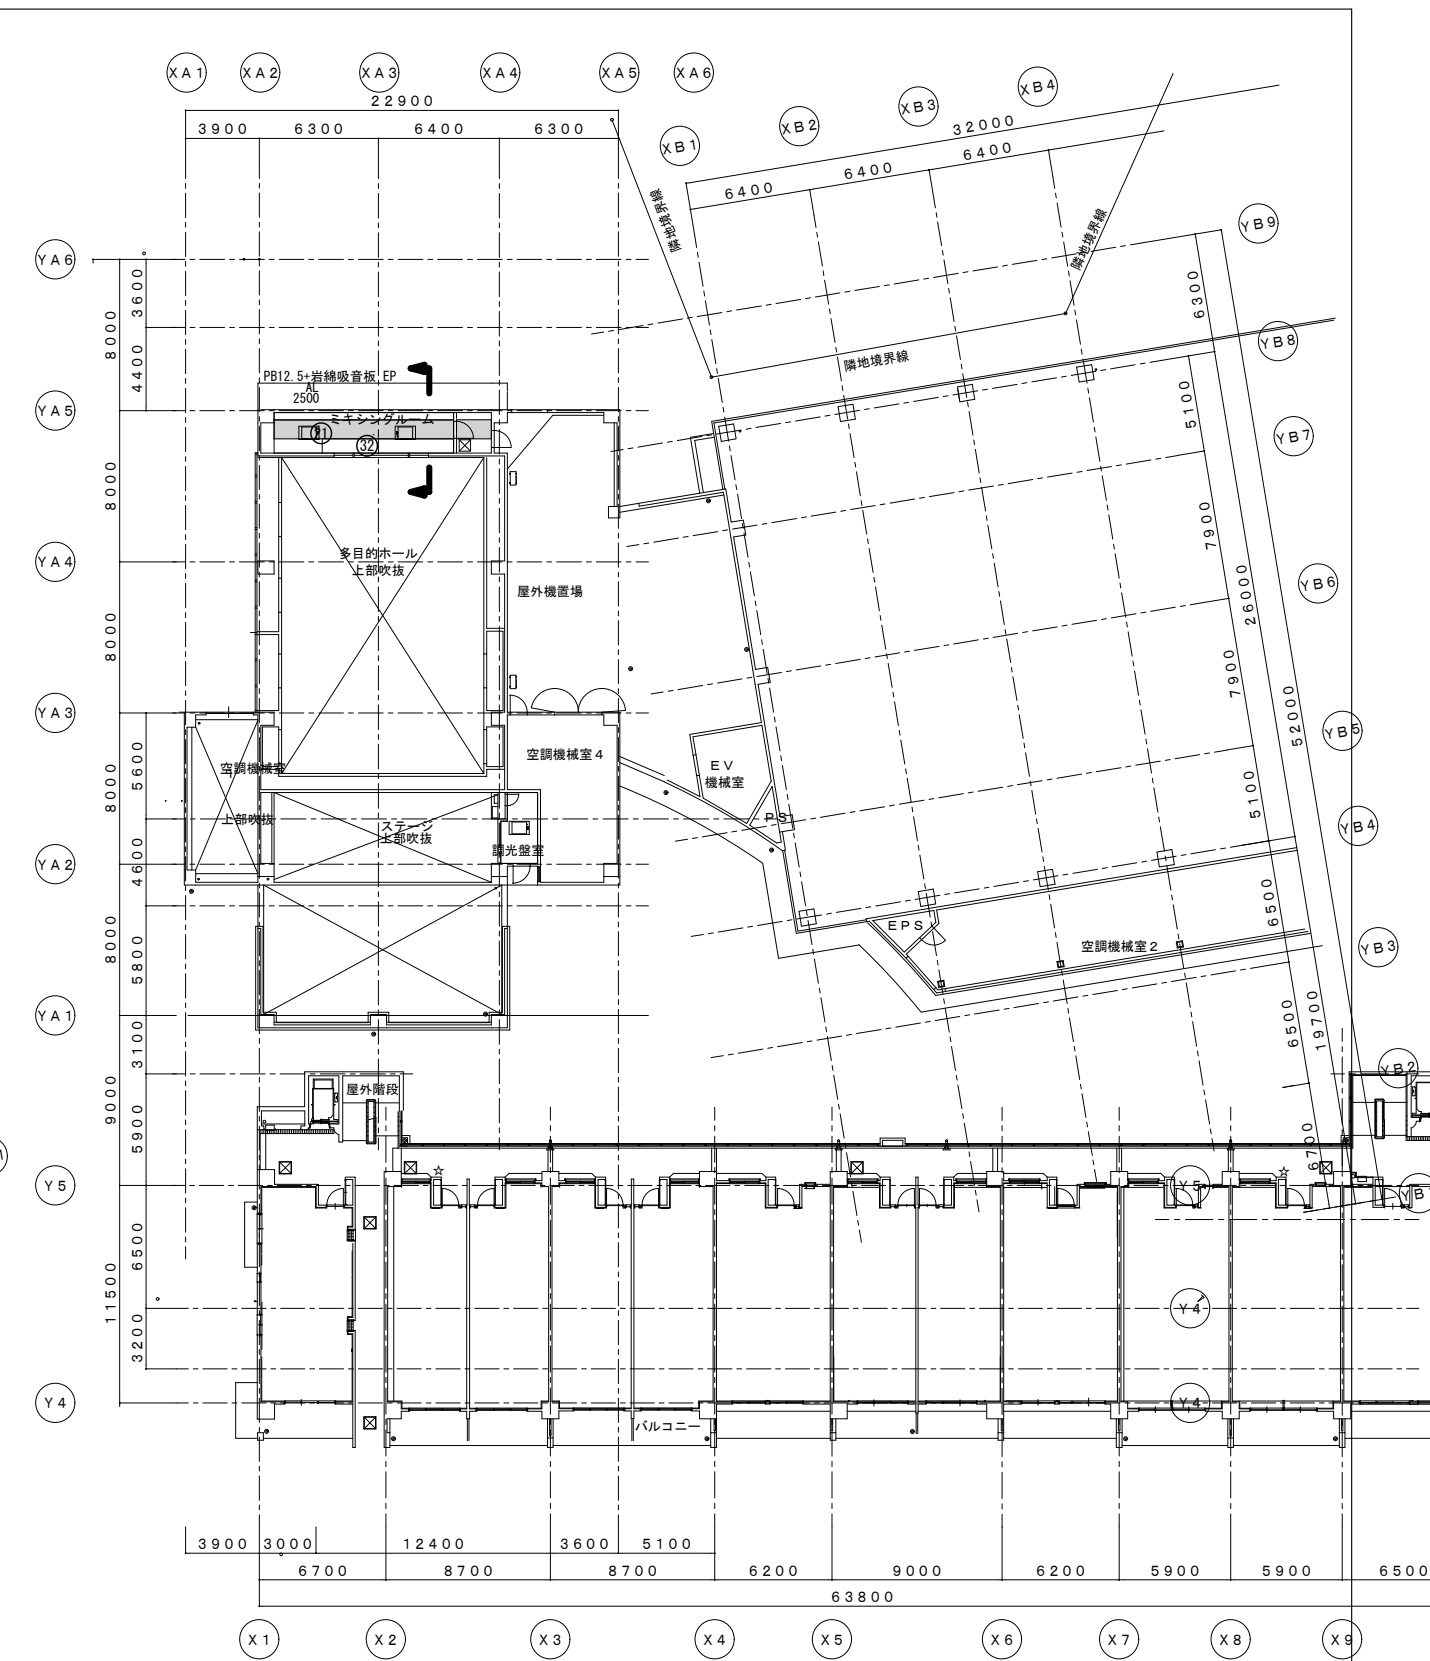 XA1 XA2 XA3 XA4 XA5 XA6
XB1 XB2 XB3 XB4
22900
3900 6300 6400 6300
32000
6400 6400 6400
隣地境界線
隣地境界線
隣地境界線
YB9
YB8
YB7
YB6
YB5
YB4
YB3
YB2
6300
5100
7900
26000
7900
52000
5100
6500
6500
19700
6700
YA6
YA5
YA4
YA3
YA2
YA1
Y5
Y4
8000
3600
4400
8000
8000
8000
5600
4600
8000
5800
3100
9000
5900
11500
6500
3200
PB12.5+岩綿吸音板 EP
AL
2500
ミキシングルーム
31
32
多目的ホール
上部吹抜
屋外機置場
空調機械室
上部吹抜
空調機械室4
ステージ
上部吹抜
調光盤室
EV
機械室
PS
EPS
空調機械室2
屋外階段
☆
☆
Y5
Y4
Y4
バルコニー
3900 3000 12400 3600 5100
6700 8700 8700 6200 9000 6200 5900 5900 6500
63800
X1 X2 X3 X4 X5 X6 X7 X8 X9